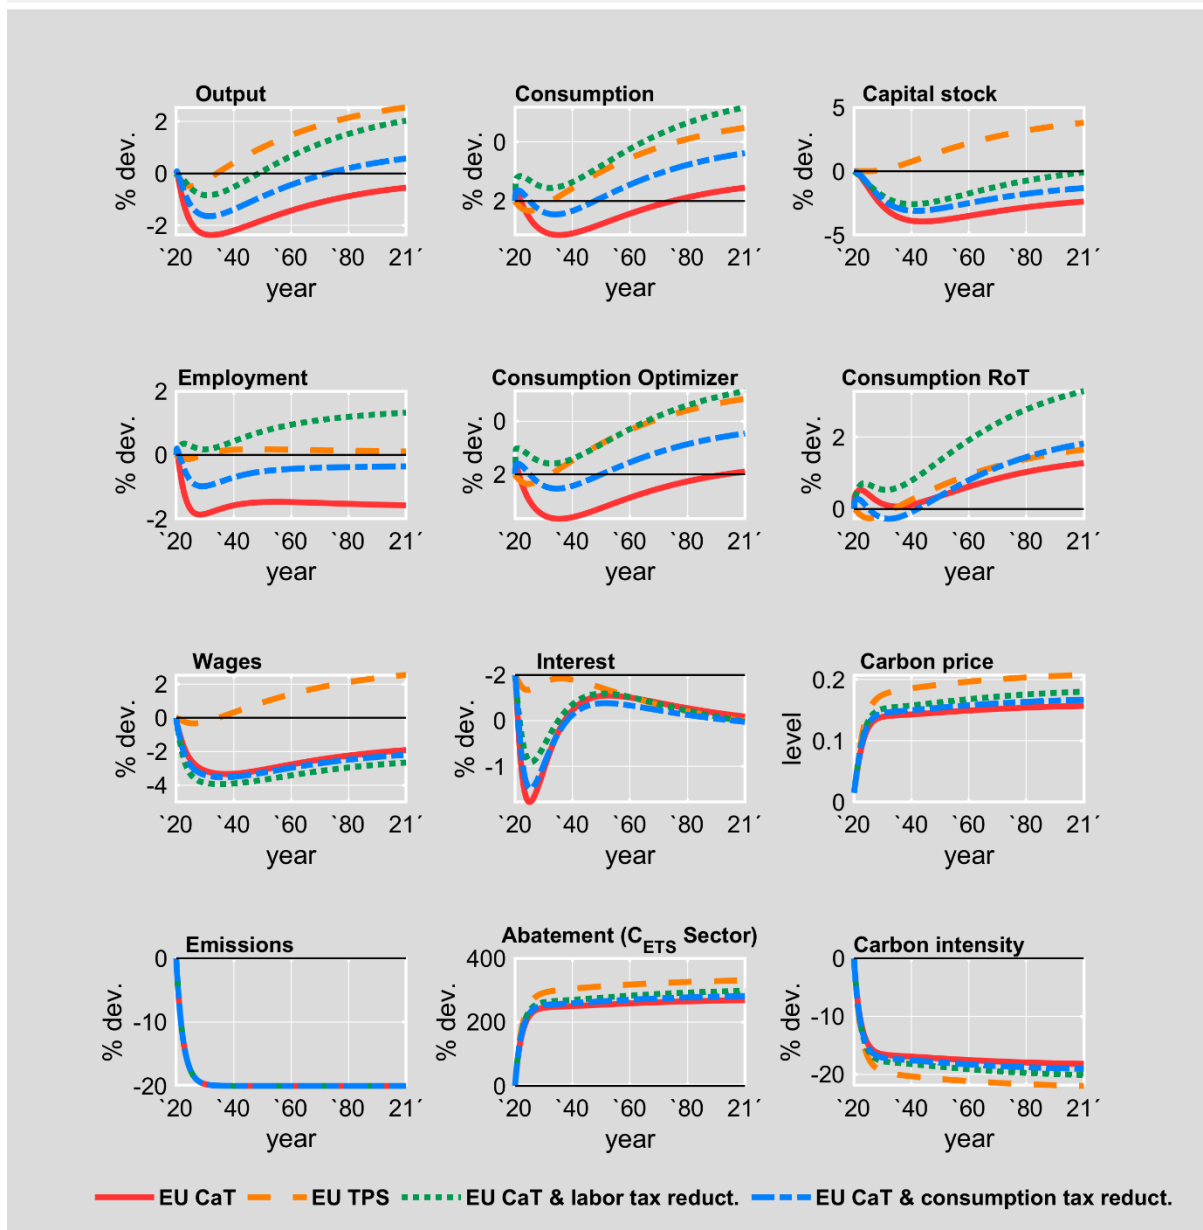 Output
% dev.
2
0
-2
`20 `40 `60 `80 21´
year
Consumption
% dev.
0
2
`20 `40 `60 `80 21´
year
Capital stock
% dev.
5
0
-5
`20 `40 `60 `80 21´
year
Employment
% dev.
2
0
-2
`20 `40 `60 `80 21´
year
Consumption Optimizer
% dev.
0
2
`20 `40 `60 `80 21´
year
Consumption RoT
% dev.
2
0
`20 `40 `60 `80 21´
year
Wages
% dev.
2
0
-2
-4
`20 `40 `60 `80 21´
year
Interest
% dev.
-2
0
-1
`20 `40 `60 `80 21´
year
Carbon price
level
0.2
0.1
0
`20 `40 `60 `80 21´
year
Emissions
% dev.
0
-10
-20
`20 `40 `60 `80 21´
year
Abatement (C_ETS Sector)
% dev.
400
200
0
`20 `40 `60 `80 21´
year
Carbon intensity
% dev.
0
-10
-20
`20 `40 `60 `80 21´
year
EU CaT EU TPS EU CaT & labor tax reduct. EU CaT & consumption tax reduct.